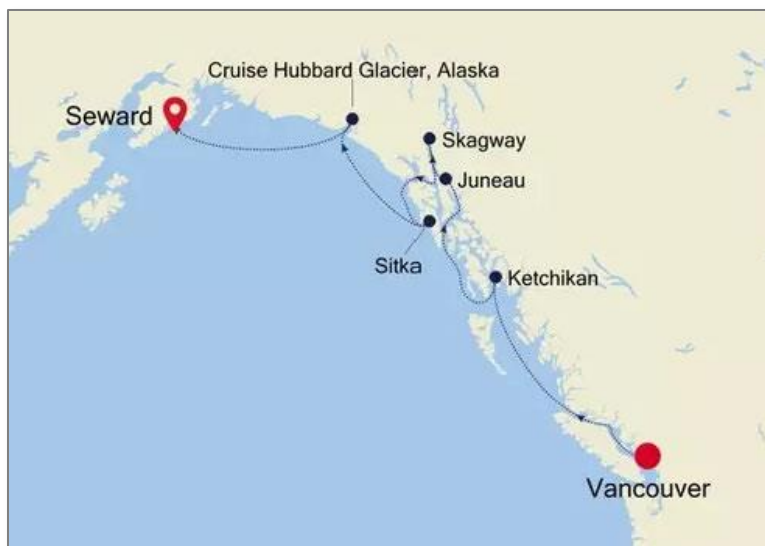 Cruise Hubbard Glacier, Alaska
Seward
Skagway
Juneau
Sitka
Ketchikan
Vancouver